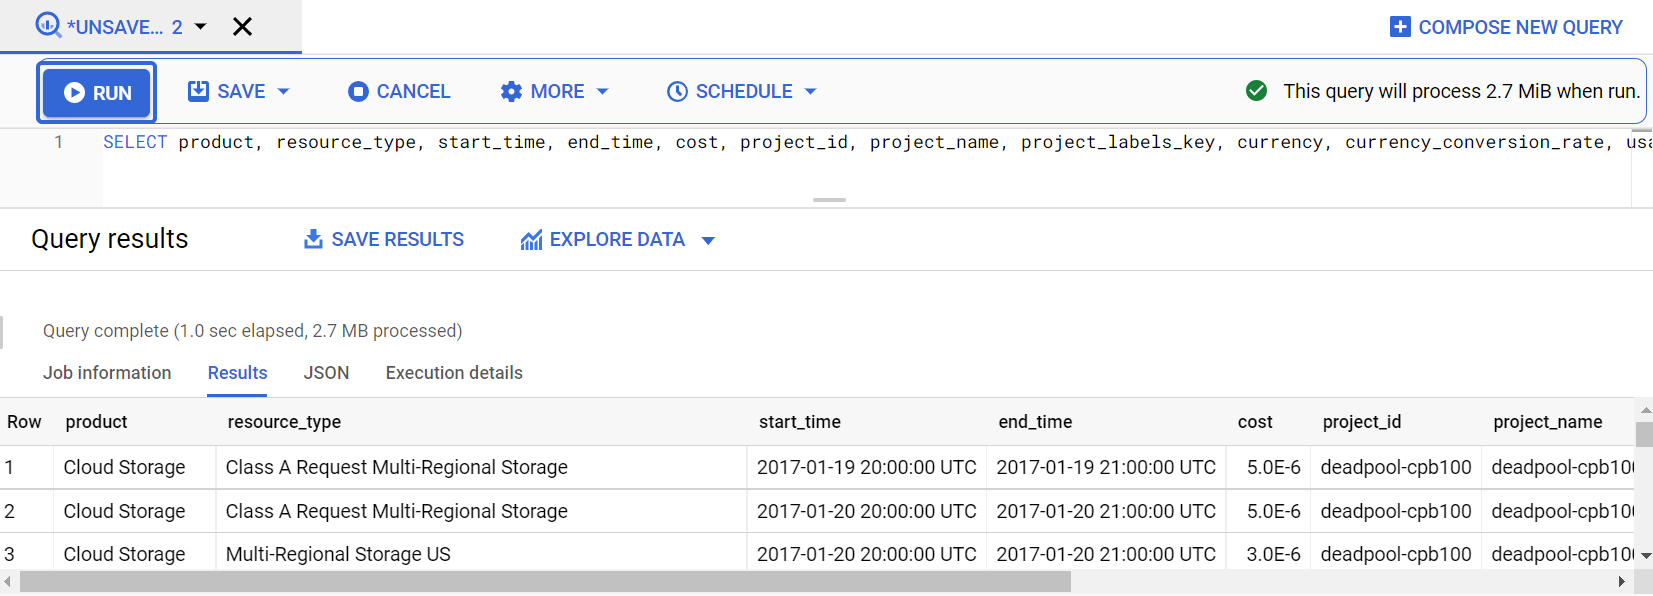 *UNSAVE... 2
COMPOSE NEW QUERY
RUN SAVE CANCEL MORE SCHEDULE This query will process 2.7 MiB when run.
1 SELECT product, resource_type, start_time, end_time, cost, project_id, project_name, project_labels_key, currency, currency_conversion_rate, usa
Query results SAVE RESULTS EXPLORE DATA
Query complete (1.0 sec elapsed, 2.7 MB processed)
Job information Results JSON Execution details
Row product resource_type start_time end_time cost project_id project_name
1 Cloud Storage Class A Request Multi-Regional Storage 2017-01-19 20:00:00 UTC 2017-01-19 21:00:00 UTC 5.0E-6 deadpool-cpb100 deadpool-cpb100
2 Cloud Storage Class A Request Multi-Regional Storage 2017-01-20 20:00:00 UTC 2017-01-20 21:00:00 UTC 5.0E-6 deadpool-cpb100 deadpool-cpb100
3 Cloud Storage Multi-Regional Storage US 2017-01-20 20:00:00 UTC 2017-01-20 21:00:00 UTC 3.0E-6 deadpool-cpb100 deadpool-cpb100